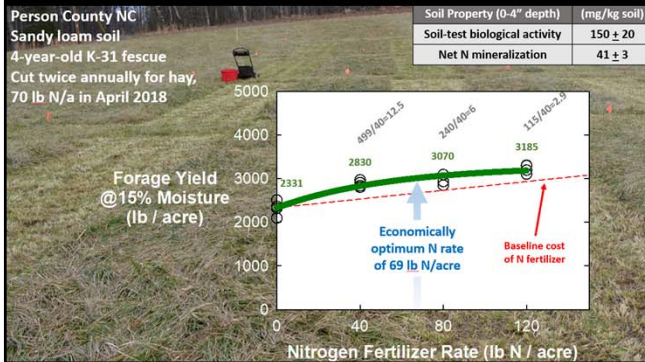 Person County NC
Sandy loam soil
4-year-old K-31 fescue
Cut twice annually for hay,
70 lb N/a in April 2018
Soil Property (0-4″ depth) (mg/kg soil)
Soil-test biological activity 150 ± 20
Net N mineralization 41 ± 3
5000
4000
3000
2000
1000
0
Forage Yield
@15% Moisture
(lb / acre)
499/40=12.5
240/40=6
115/40=2.9
2331
2830
3070
3185
Economically
optimum N rate
of 69 lb N/acre
Baseline cost
of N fertilizer
0 40 80 120
Nitrogen Fertilizer Rate (lb N / acre)